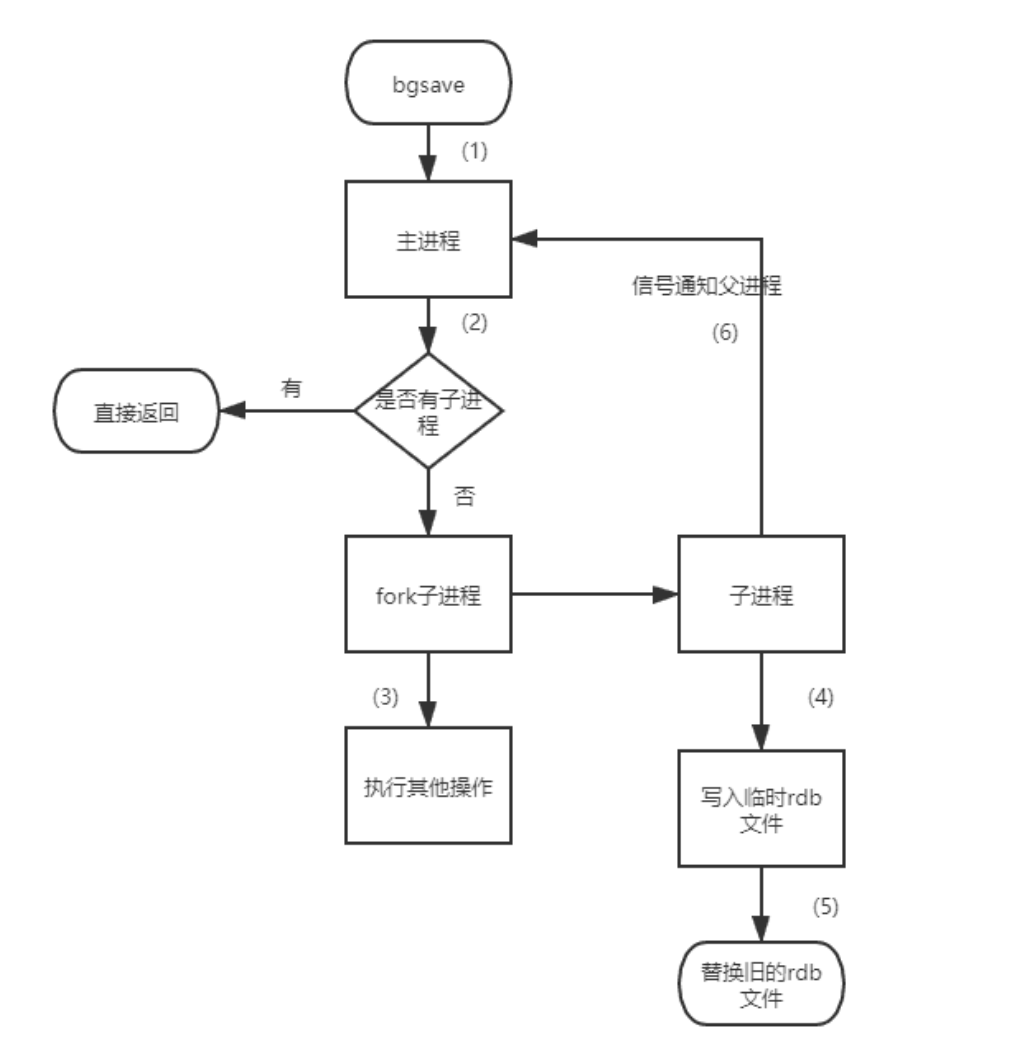 bgsave
(1)
主进程
信号通知父进程
(2)
(6)
有
是否有子进
程
直接返回
否
fork子进程
子进程
(3)
(4)
执行其他操作
写入临时rdb
文件
(5)
替换旧的rdb
文件